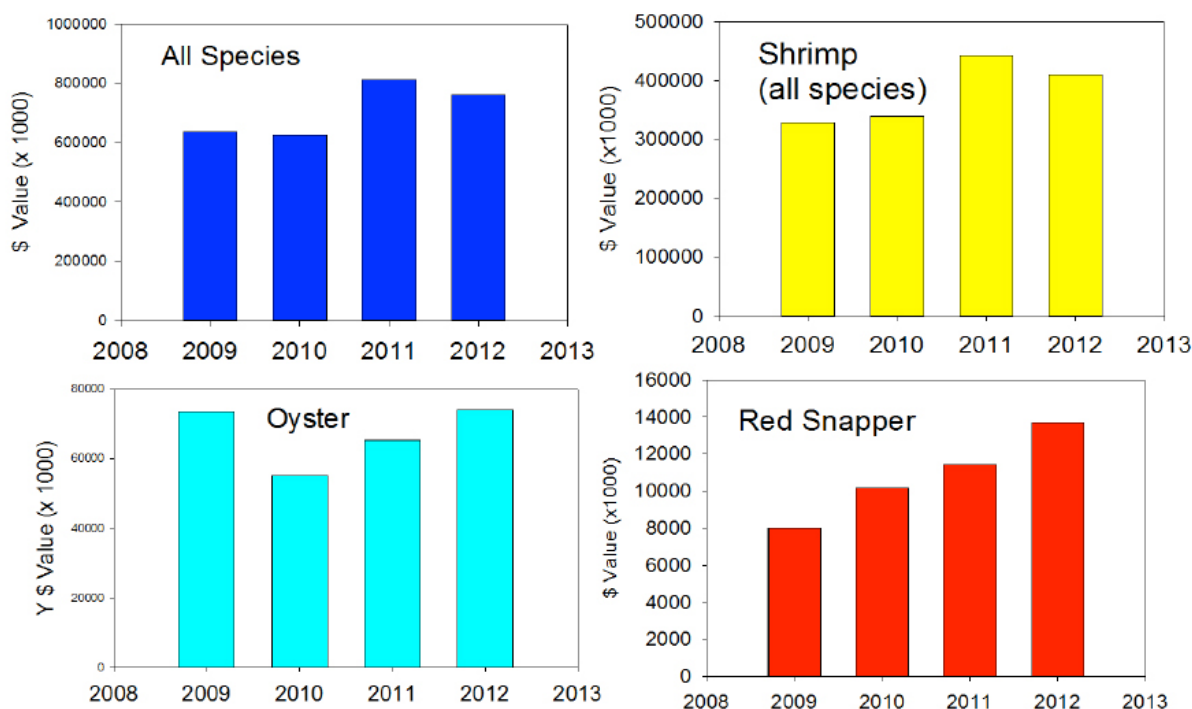 All Species
$ Value (x 1000)
1000000
800000
600000
400000
200000
0
2008 2009 2010 2011 2012 2013
Shrimp
(all species)
$ Value (x1000)
500000
400000
300000
200000
100000
0
2008 2009 2010 2011 2012 2013
Oyster
Y $ Value (x 1000)
80000
60000
40000
20000
0
2008 2009 2010 2011 2012 2013
Red Snapper
$ Value (x1000)
16000
14000
12000
10000
8000
6000
4000
2000
0
2008 2009 2010 2011 2012 2013